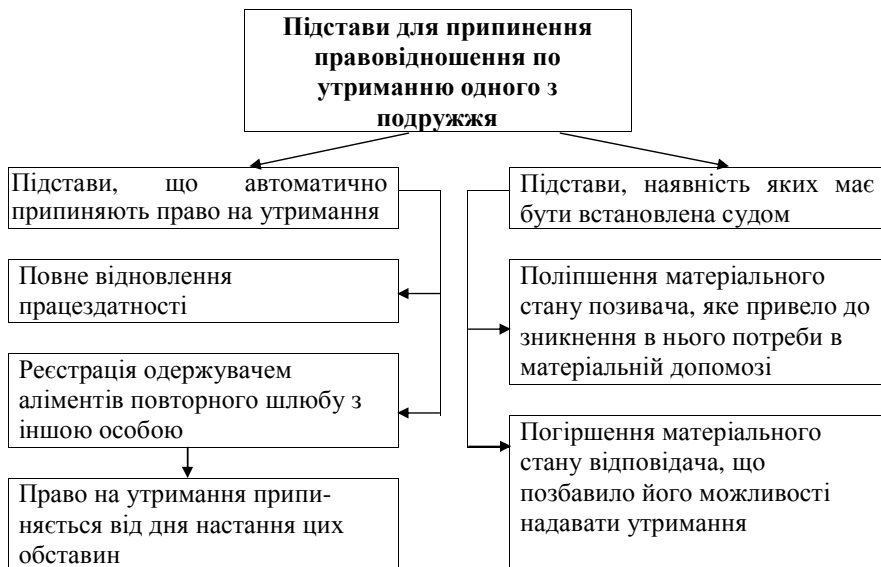 Підстави для припинення
правовідношення по
утриманню одного з
подружжя
Підстави, що автоматично
припиняють право на утримання
Повне відновлення
працездатності
Реєстрація одержувачем
аліментів повторного шлюбу з
іншою особою
Право на утримання припи-
няється від дня настання цих
обставин
Підстави, наявність яких має
бути встановлена судом
Поліпшення матеріального
стану позивача, яке привело до
зникнення в нього потреби в
матеріальній допомозі
Погіршення матеріального
стану відповідача, що
позбавило його можливості
надавати утримання